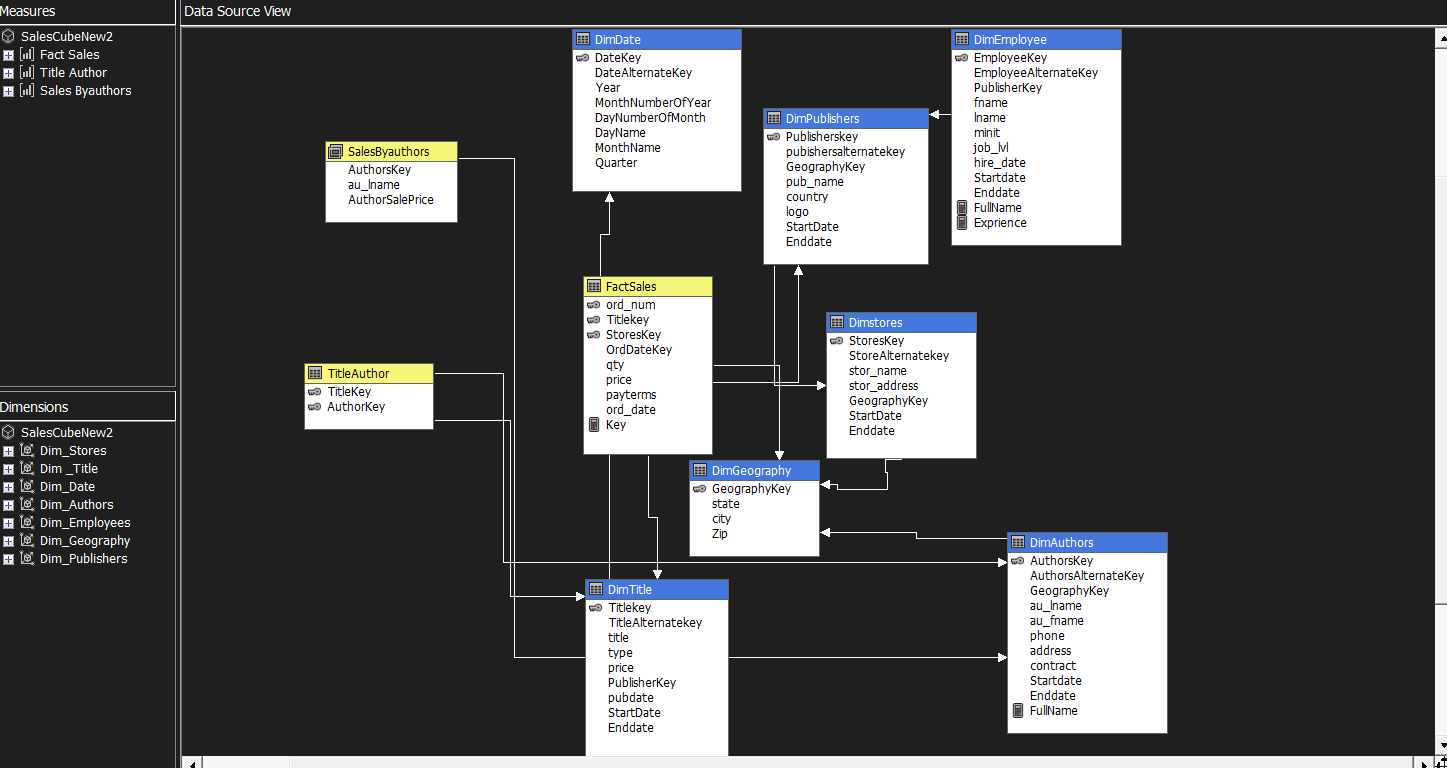 Measures
SalesCubeNew2
Fact Sales
Title Author
Sales Byauthors
Dimensions
SalesCubeNew2
Dim_Stores
Dim _Title
Dim_Date
Dim_Authors
Dim_Employees
Dim_Geography
Dim_Publishers
Data Source View
DimDate
DateKey
DateAlternateKey
Year
MonthNumberOfYear
DayNumberOfMonth
DayName
MonthName
Quarter
DimEmployee
EmployeeKey
EmployeeAlternateKey
PublisherKey
fname
lname
minit
job_lvl
hire_date
Startdate
Enddate
FullName
Exprience
DimPublishers
Publisherskey
pubishersalternatekey
GeographyKey
pub_name
country
logo
StartDate
Enddate
SalesByauthors
AuthorsKey
au_lname
AuthorSalePrice
FactSales
ord_num
Titlekey
StoresKey
OrdDateKey
qty
price
payterms
ord_date
Key
Dimstores
StoresKey
StoreAlternatekey
stor_name
stor_address
GeographyKey
StartDate
Enddate
TitleAuthor
TitleKey
AuthorKey
DimGeography
GeographyKey
state
city
Zip
DimAuthors
AuthorsKey
AuthorsAlternateKey
GeographyKey
au_lname
au_fname
phone
address
contract
Startdate
Enddate
FullName
DimTitle
Titlekey
TitleAlternatekey
title
type
price
PublisherKey
pubdate
StartDate
Enddate